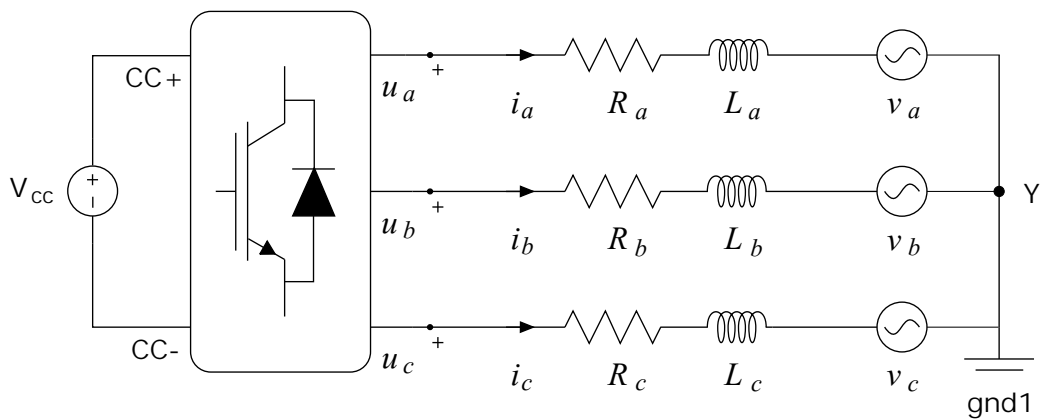 CC+
u a
i a
R a
L a
v a
+
V CC
+
-
u b
+
i b
R b
L b
v b
Y
CC-
u c
+
i c
R c
L c
v c
gnd1